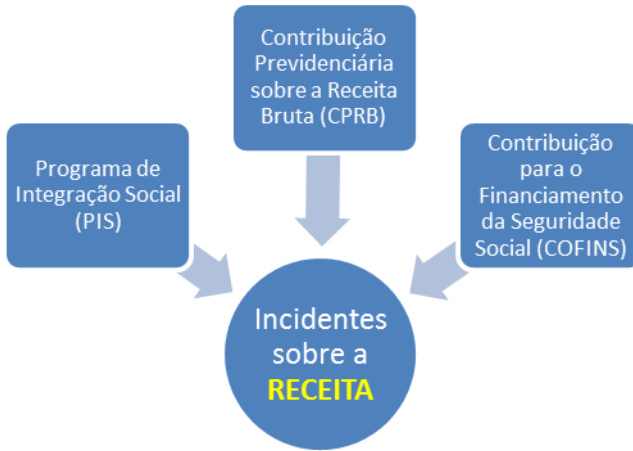 Contribuição
Previdenciária
sobre a Receita
Bruta (CPRB)
Programa de
Integração Social
(PIS)
Contribuição
para o
Financiamento
da Seguridade
Social (COFINS)
Incidentes
sobre a
RECEITA